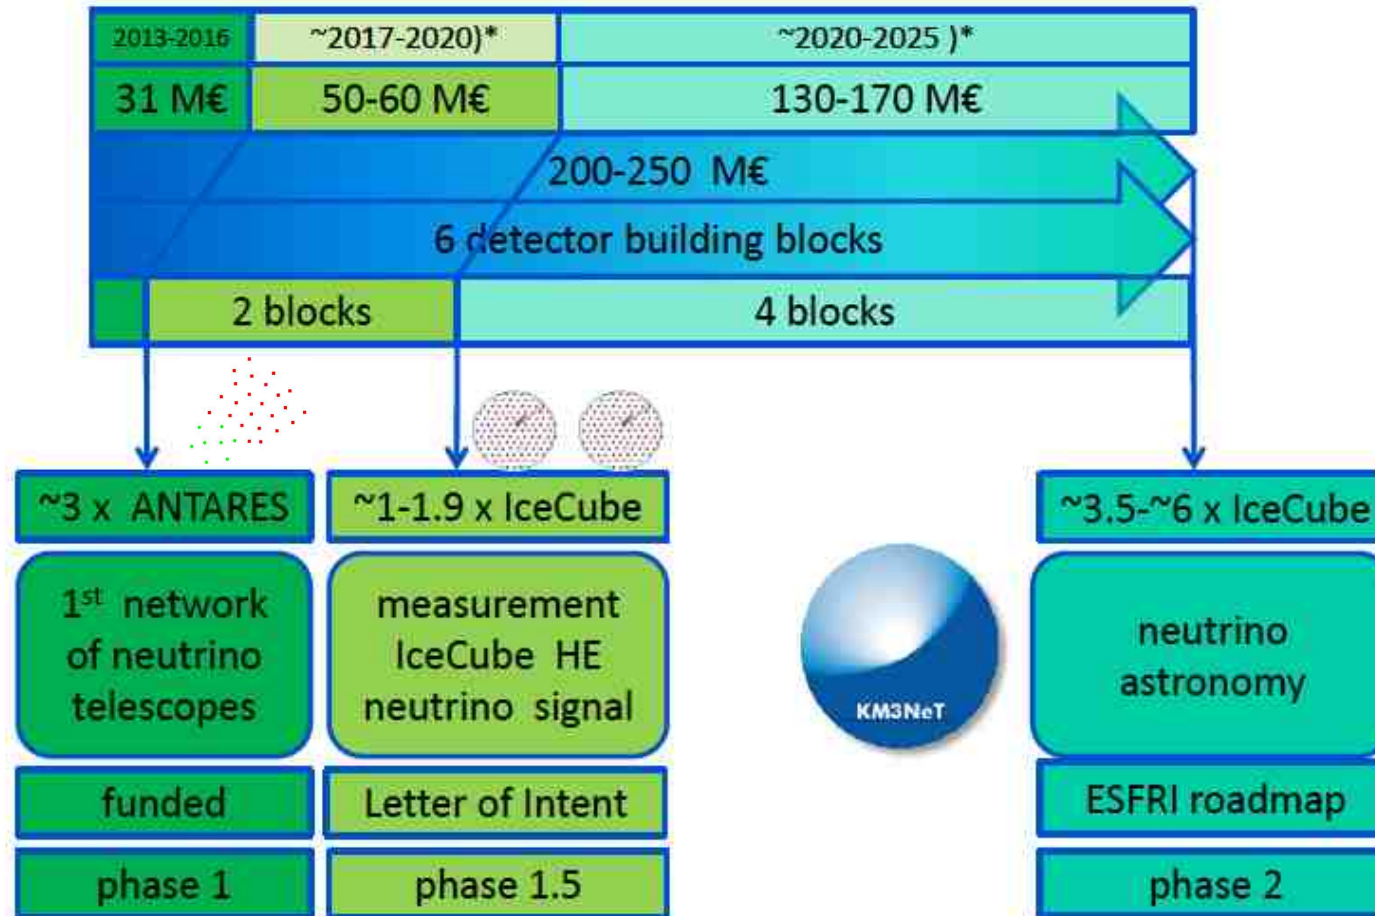 2013-2016 ~2017-2020)* ~2020-2025 )*
31 M€ 50-60 M€ 130-170 M€
200-250 M€
6 detector building blocks
2 blocks 4 blocks
~3 x ANTARES ~1-1.9 x IceCube ~3.5-~6 x IceCube
1st network
of neutrino
telescopes
measurement
IceCube HE
neutrino signal
KM3NeT
neutrino
astronomy
funded Letter of Intent ESFRI roadmap
phase 1 phase 1.5 phase 2